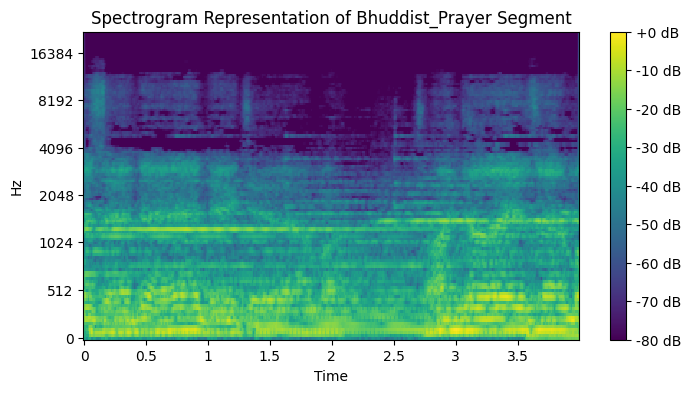 Spectrogram Representation of Bhuddist_Prayer Segment
Hz
16384
8192
4096
2048
1024
512
0
0
0.5
1
1.5
2
2.5
3
3.5
Time
+0 dB
-10 dB
-20 dB
-30 dB
-40 dB
-50 dB
-60 dB
-70 dB
-80 dB